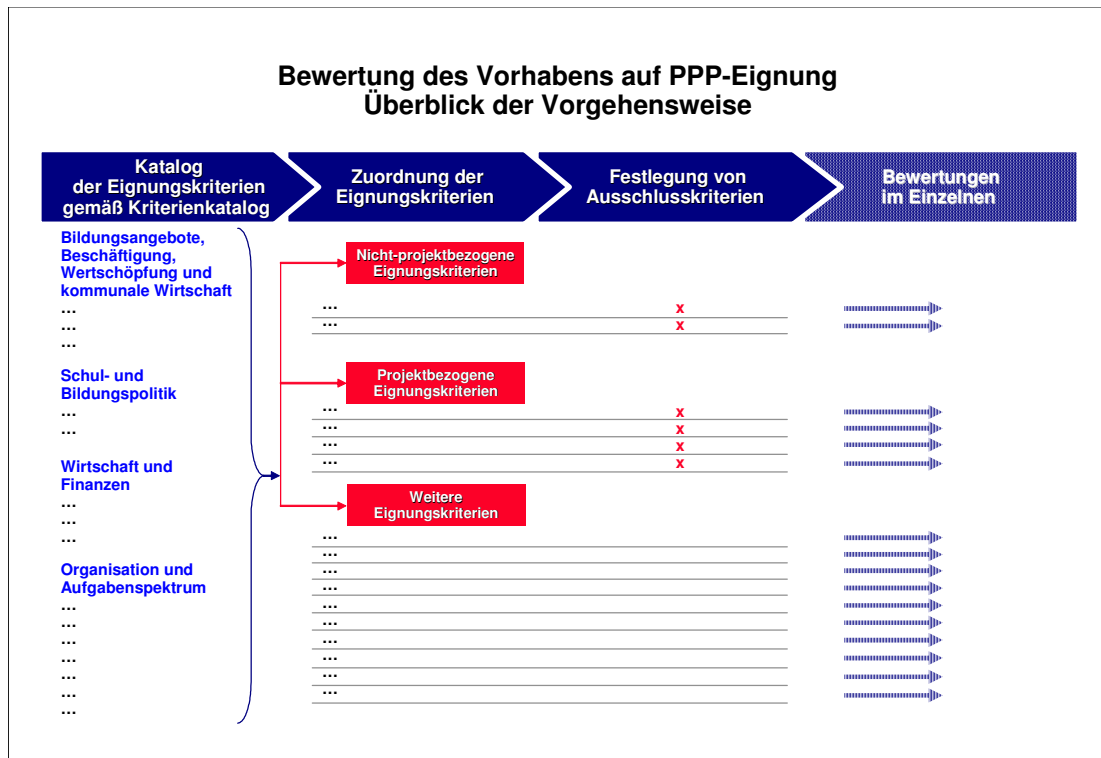 Bewertung des Vorhabens auf PPP-Eignung
Überblick der Vorgehensweise
Katalog
der Eignungskriterien
gemäß Kriterienkatalog
Zuordnung der
Eignungskriterien
Festlegung von
Ausschlusskriterien
Bewertungen
im Einzelnen
Bildungsangebote,
Beschäftigung,
Wertschöpfung und
kommunale Wirtschaft
...
...
...
Schul- und
Bildungspolitik
...
...
Wirtschaft und
Finanzen
...
...
...
Organisation und
Aufgabenspektrum
...
...
...
...
...
...
...
Nicht-projektbezogene
Eignungskriterien
... x
... x
Projektbezogene
Eignungskriterien
... x
... x
... x
... x
Weitere
Eignungskriterien
...
...
...
...
...
...
...
...
...
...